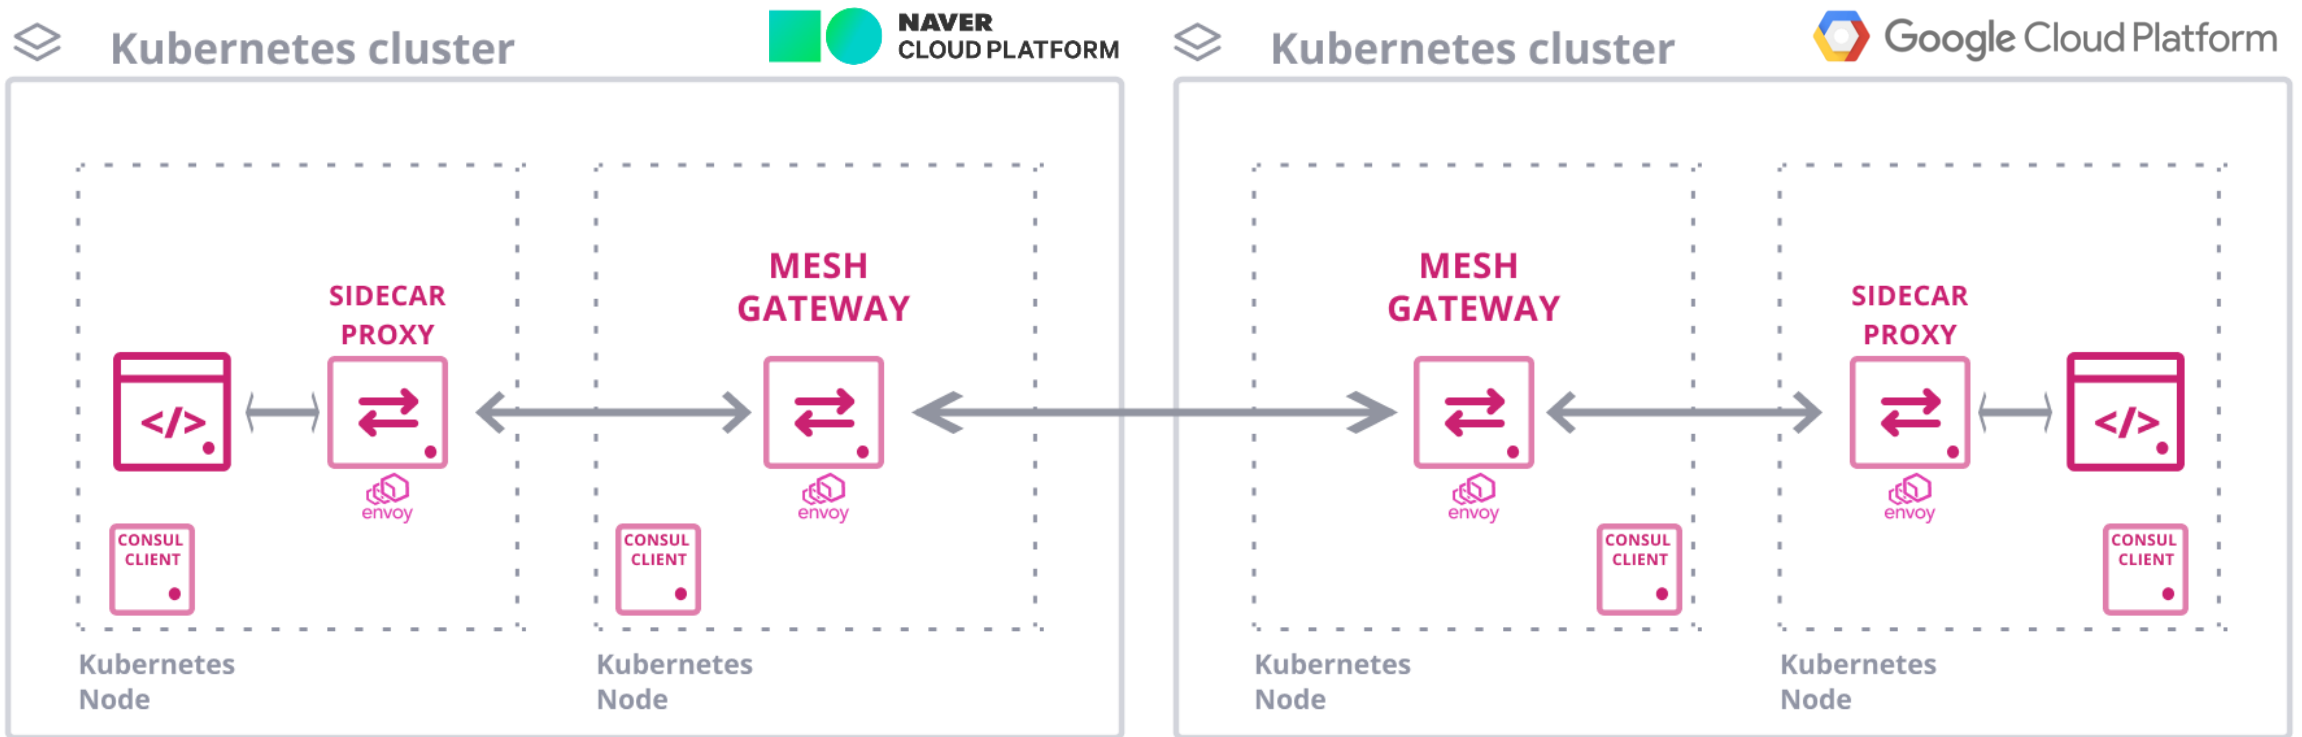 Kubernetes cluster
NAVER
CLOUD PLATFORM
SIDECAR
PROXY
</>
envoy
CONSUL
CLIENT
Kubernetes
Node
MESH
GATEWAY
envoy
CONSUL
CLIENT
Kubernetes
Node
Kubernetes cluster
Google Cloud Platform
MESH
GATEWAY
envoy
CONSUL
CLIENT
Kubernetes
Node
SIDECAR
PROXY
</>
envoy
CONSUL
CLIENT
Kubernetes
Node